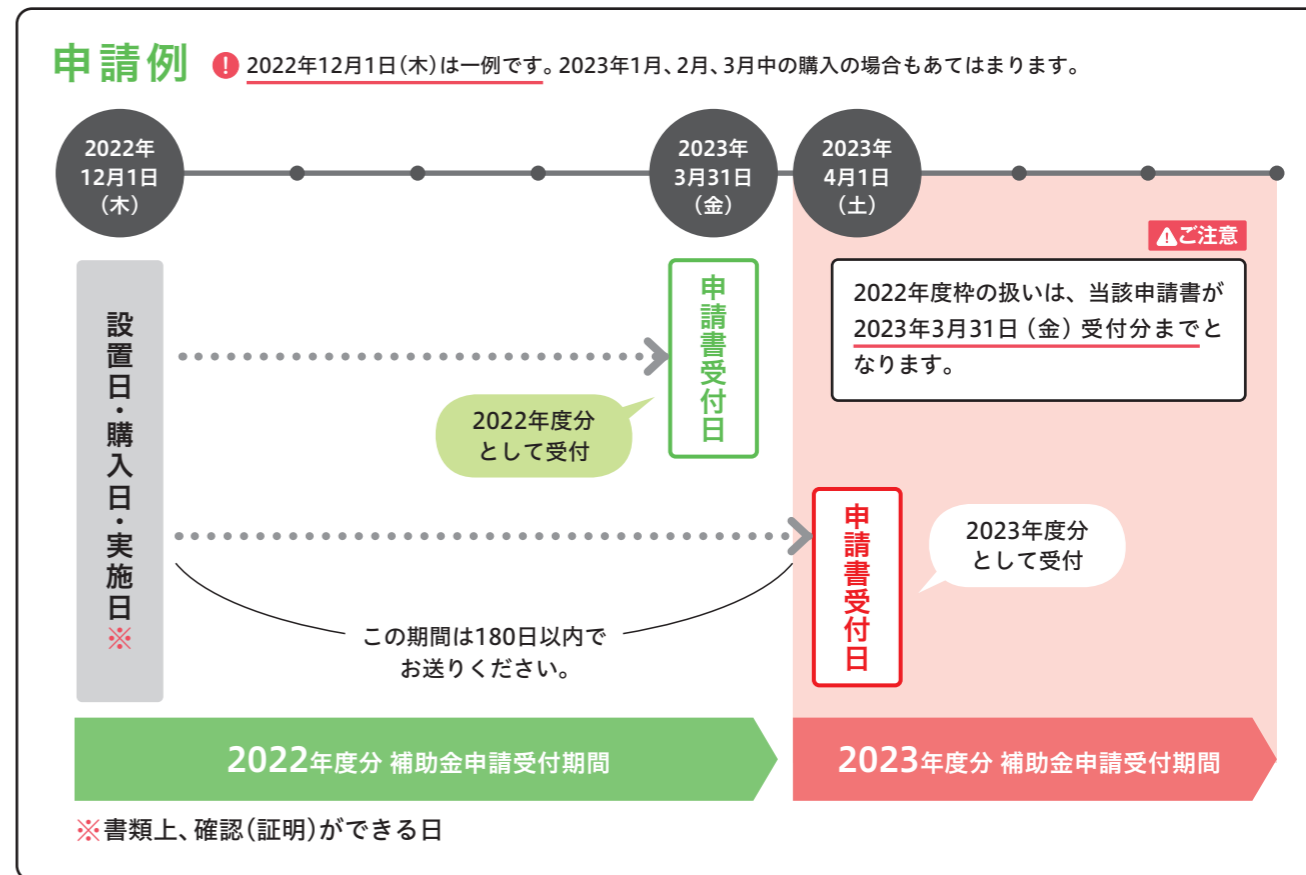 申請例
! 2022年12月1日(木)は一例です。2023年1月、2月、3月中の購入の場合もあてはまります。
2022年
12月1日
(木)
2023年
3月31日
(金)
2023年
4月1日
(土)
ご注意
2022年度枠の扱いは、当該申請書が
2023年3月31日(金)受付分までと
なります。
設置日・購入日・実施日※
申請書受付日
2022年度分
として受付
申請書受付日
2023年度分
として受付
この期間は180日以内で
お送りください。
2022年度分 補助金申請受付期間
2023年度分 補助金申請受付期間
※書類上、確認(証明)ができる日